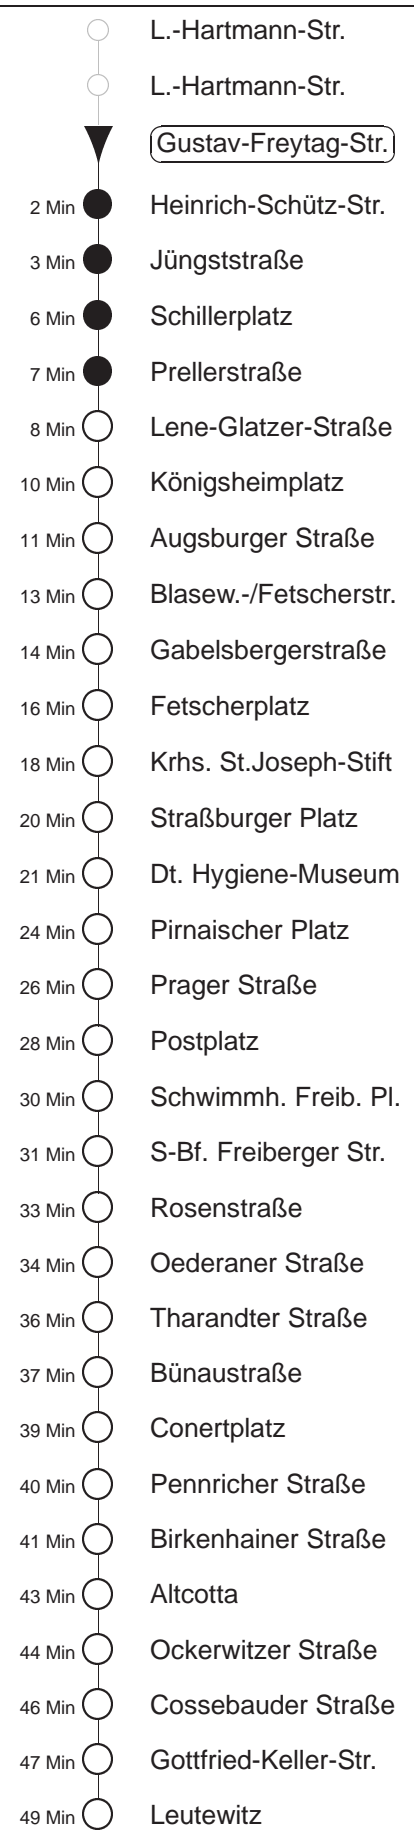 L.-Hartmann-Str.
L.-Hartmann-Str.
Gustav-Freytag-Str.
2 Min Heinrich-Schütz-Str.
3 Min Jüngststraße
6 Min Schillerplatz
7 Min Prellerstraße
8 Min Lene-Glatzer-Straße
10 Min Königsheimplatz
11 Min Augsburger Straße
13 Min Blasew.-/Fetscherstr.
14 Min Gabelsbergerstraße
16 Min Fetscherplatz
18 Min Krhs. St.Joseph-Stift
20 Min Straßburger Platz
21 Min Dt. Hygiene-Museum
24 Min Pirnaischer Platz
26 Min Prager Straße
28 Min Postplatz
30 Min Schwimmh. Freib. Pl.
31 Min S-Bf. Freiberger Str.
33 Min Rosenstraße
34 Min Oederaner Straße
36 Min Tharandter Straße
37 Min Bünaustraße
39 Min Conertplatz
40 Min Pennricher Straße
41 Min Birkenhainer Straße
43 Min Altcotta
44 Min Ockerwitzer Straße
46 Min Cossebauder Straße
47 Min Gottfried-Keller-Str.
49 Min Leutewitz